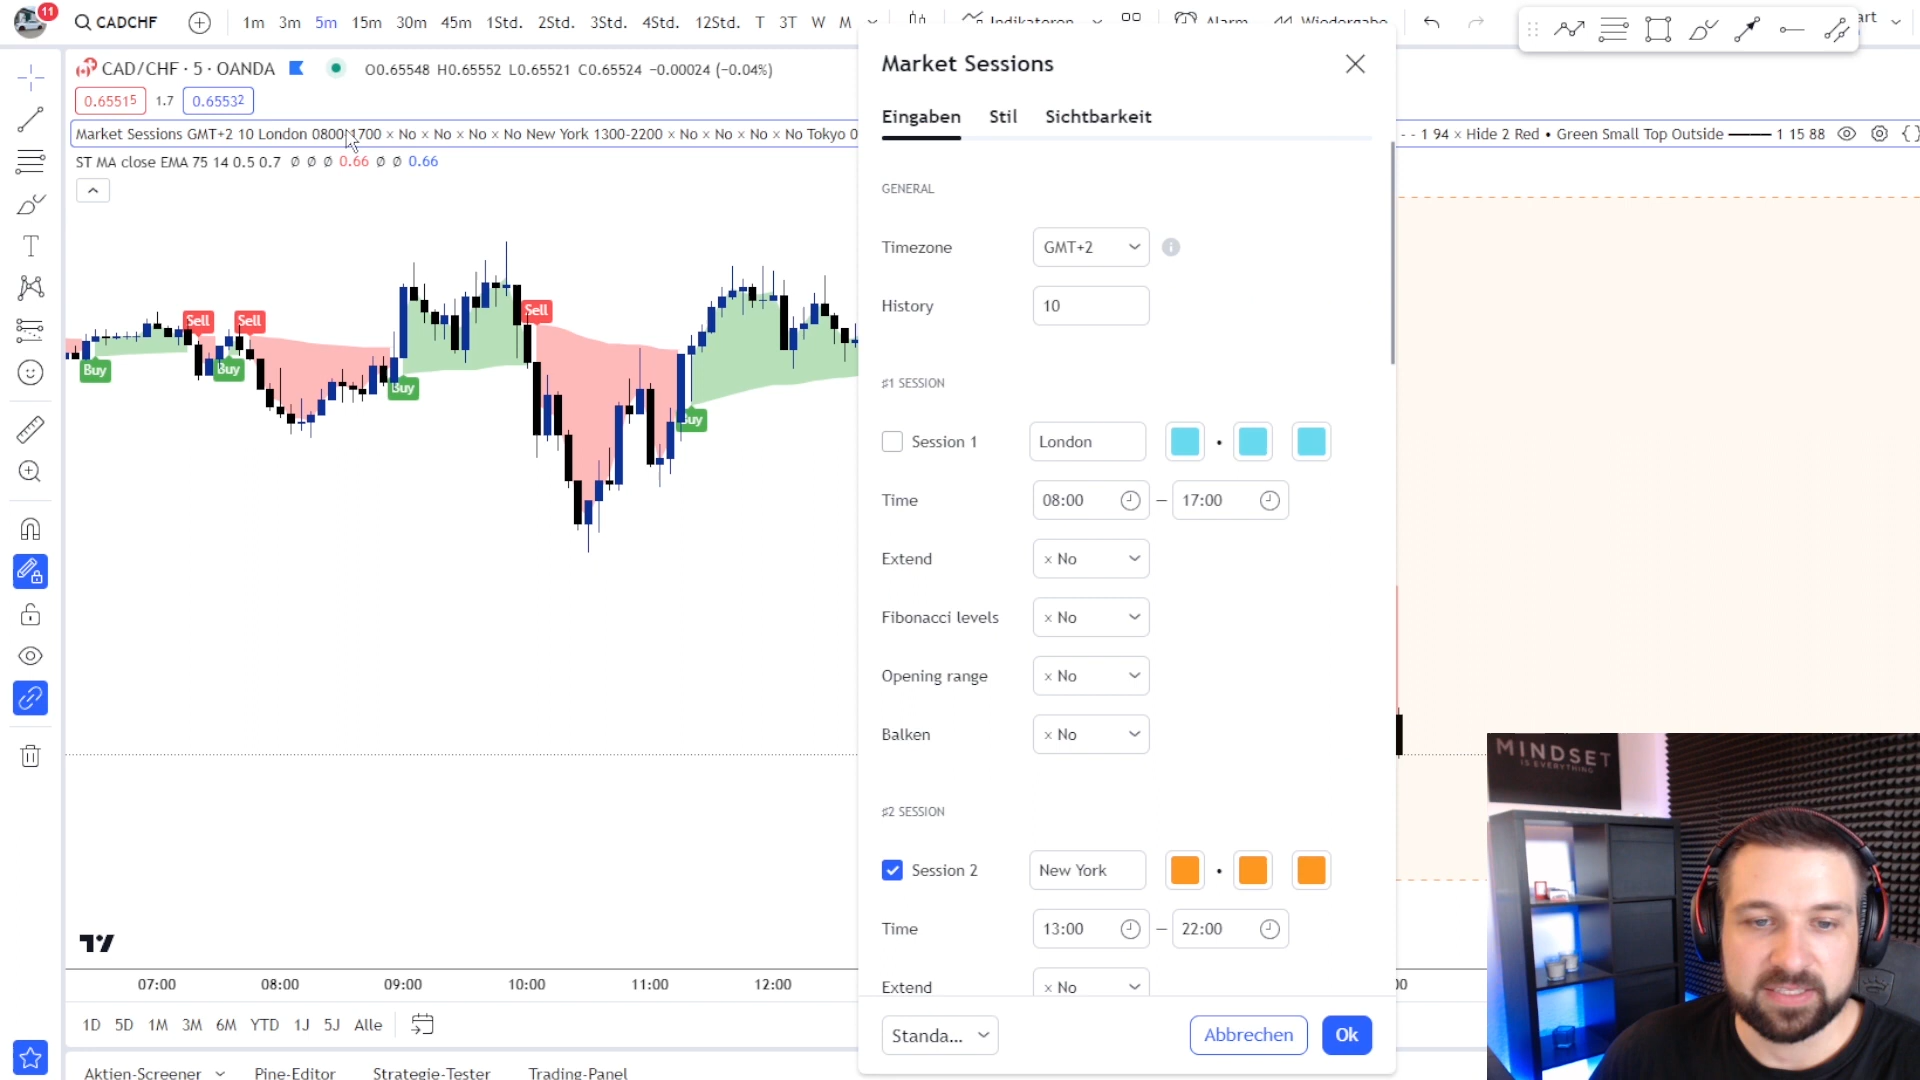 11
CADCHF
1m 3m 5m 15m 30m 45m 1Std. 2Std. 3Std. 4Std. 12Std. T 3T W M
Indikatoren
Alarm
Wiedergabe
CAD/CHF · 5 · OANDA
O0.65548 H0.65552 L0.65521 C0.65524 −0.00024 (−0.04%)
0.65515 1.7 0.65532
Market Sessions GMT+2 10 London 0800-1700 × No × No × No × No New York 1300-2200 × No × No × No × No Tokyo 0
- - 1 94 × Hide 2 Red • Green Small Top Outside —— 1 15 88
ST MA close EMA 75 14 0.5 0.7 ∅ ∅ ∅ 0.66 ∅ ∅ 0.66
Sell
Sell
Sell
Buy
Buy
Buy
Buy
07:00 08:00 09:00 10:00 11:00 12:00
1D 5D 1M 3M 6M YTD 1J 5J Alle
Aktien-Screener Pine-Editor Strategie-Tester Trading-Panel
Market Sessions
Eingaben Stil Sichtbarkeit
GENERAL
Timezone GMT+2
History 10
#1 SESSION
Session 1 London
Time 08:00 — 17:00
Extend × No
Fibonacci levels × No
Opening range × No
Balken × No
#2 SESSION
Session 2 New York
Time 13:00 — 22:00
Extend × No
Standa...
Abbrechen
Ok
MINDSET
IS EVERYTHING